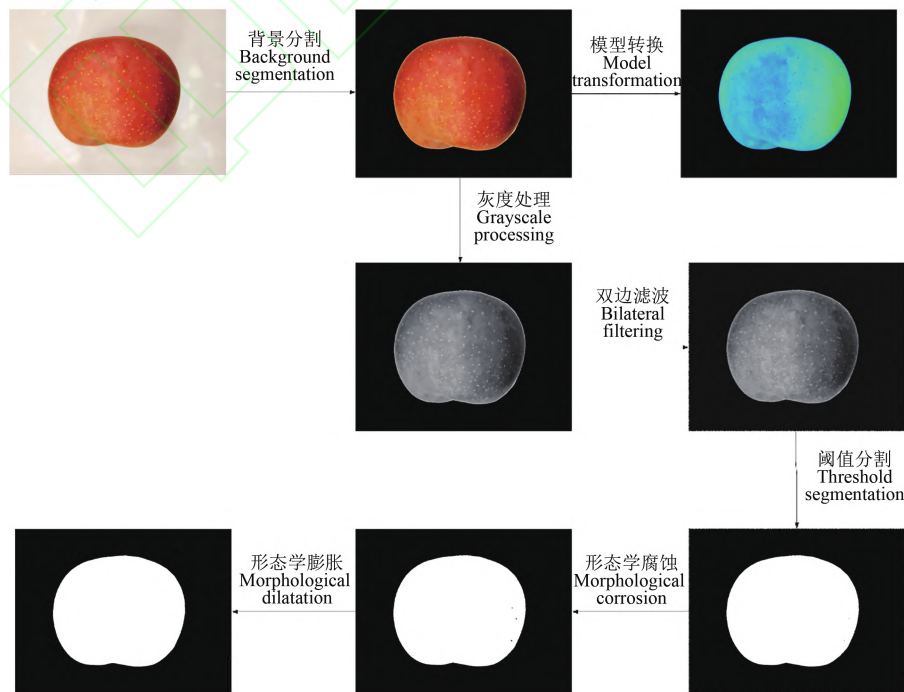 背景分割
Background
segmentation
模型转换
Model
transformation
灰度处理
Grayscale
processing
双边滤波
Bilateral
filtering
阈值分割
Threshold
segmentation
形态学腐蚀
Morphological
corrosion
形态学膨胀
Morphological
dilatation